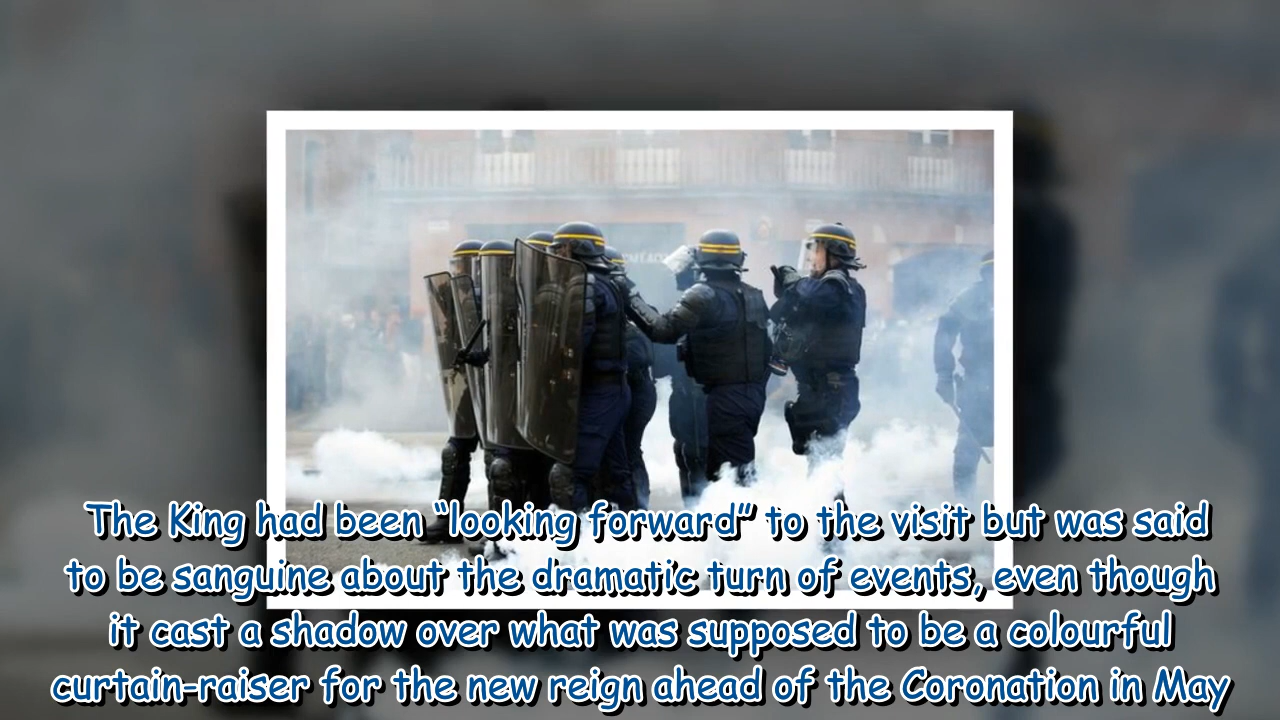 The King had been “looking forward” to the visit but was said
to be sanguine about the dramatic turn of events, even though
it cast a shadow over what was supposed to be a colourful
curtain-raiser for the new reign ahead of the Coronation in May